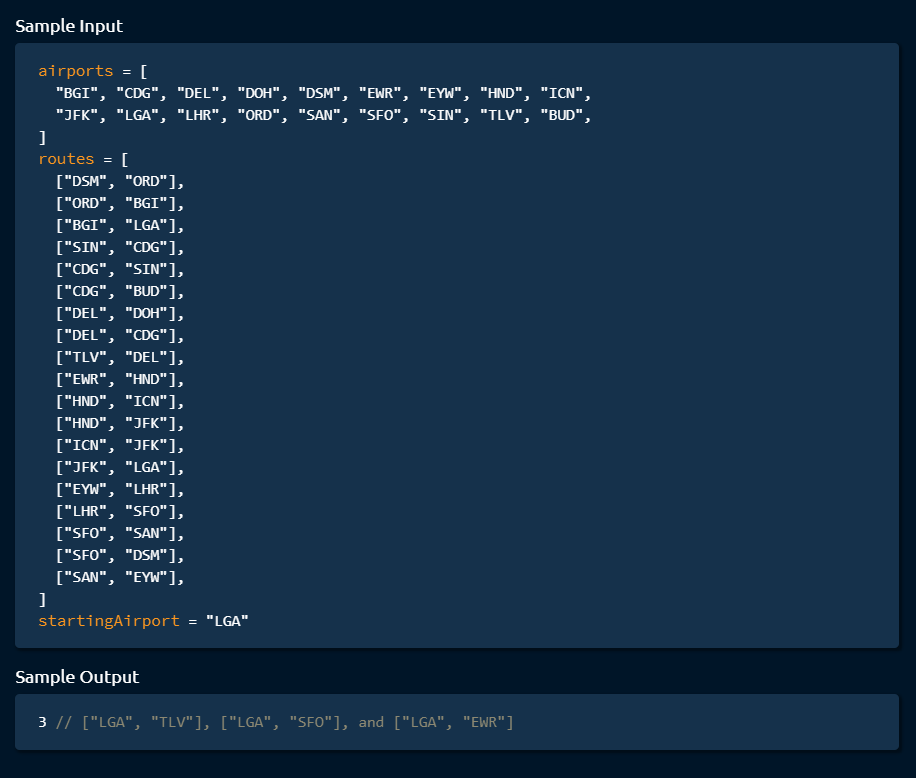 Sample Input
airports = [
"BGI", "CDG", "DEL", "DOH", "DSM", "EWR", "EYW", "HND", "ICN",
"JFK", "LGA", "LHR", "ORD", "SAN", "SFO", "SIN", "TLV", "BUD",
]
routes = [
["DSM", "ORD"],
["ORD", "BGI"],
["BGI", "LGA"],
["SIN", "CDG"],
["CDG", "SIN"],
["CDG", "BUD"],
["DEL", "DOH"],
["DEL", "CDG"],
["TLV", "DEL"],
["EWR", "HND"],
["HND", "ICN"],
["HND", "JFK"],
["ICN", "JFK"],
["JFK", "LGA"],
["EYW", "LHR"],
["LHR", "SFO"],
["SFO", "SAN"],
["SFO", "DSM"],
["SAN", "EYW"],
]
startingAirport = "LGA"
Sample Output
3 // ["LGA", "TLV"], ["LGA", "SFO"], and ["LGA", "EWR"]